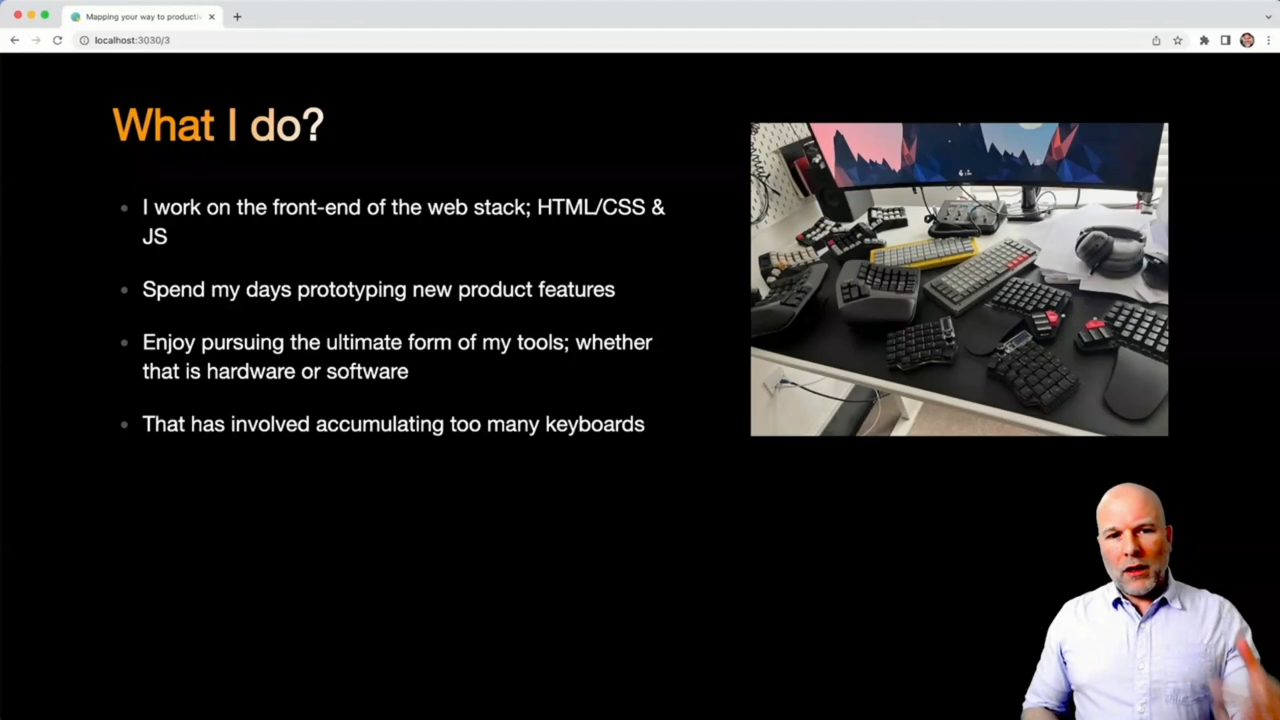 Mapping your way to producti
localhost:3030/3
What I do?
I work on the front-end of the web stack; HTML/CSS &
JS
Spend my days prototyping new product features
Enjoy pursuing the ultimate form of my tools; whether
that is hardware or software
That has involved accumulating too many keyboards